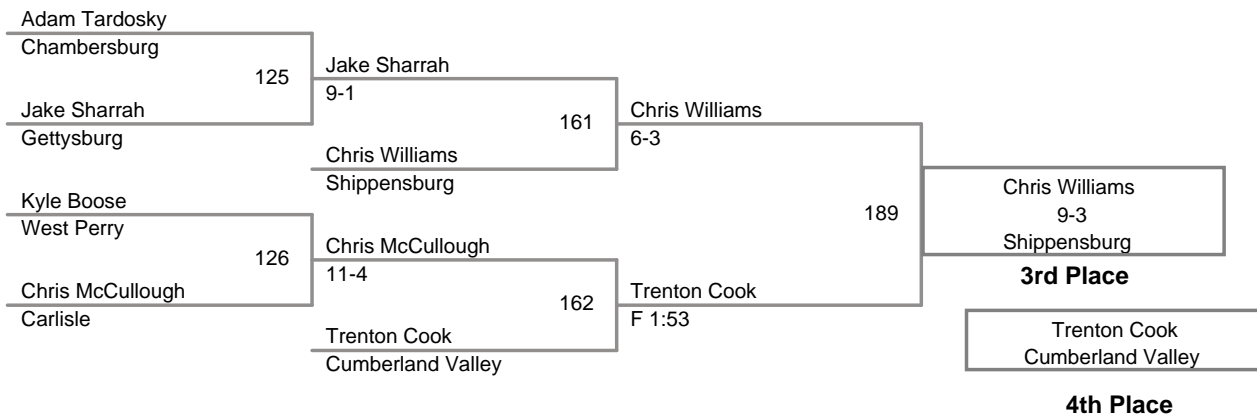 Adam Tardosky
Chambersburg
125
Jake Sharrah
9-1
Jake Sharrah
Gettysburg
161
Chris Williams
6-3
Chris Williams
Shippensburg
Kyle Boose
West Perry
189
Chris Williams
9-3
Shippensburg
3rd Place
126
Chris McCullough
11-4
Chris McCullough
Carlisle
162
Trenton Cook
F 1:53
Trenton Cook
Cumberland Valley
Trenton Cook
Cumberland Valley
4th Place